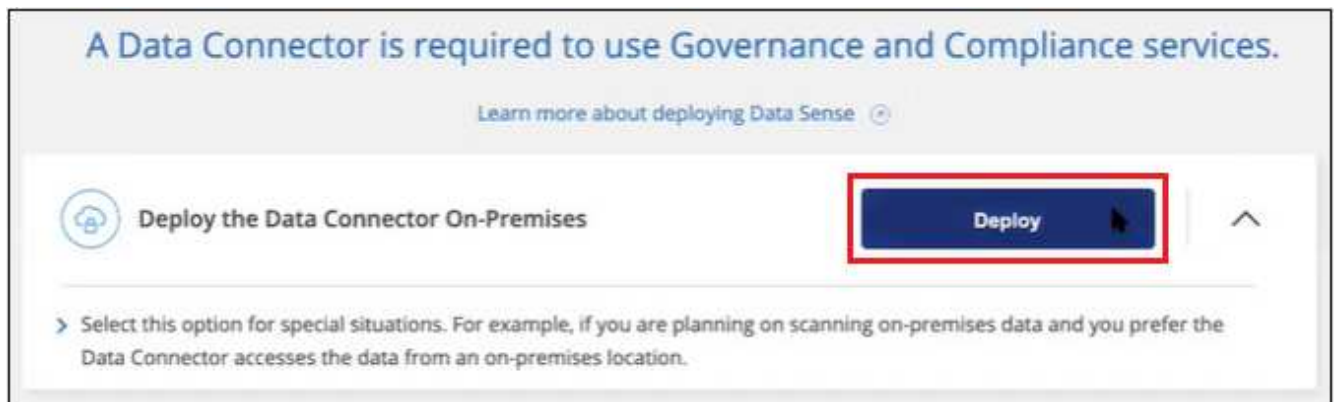 A Data Connector is required to use Governance and Compliance services.
Learn more about deploying Data Sense
Deploy the Data Connector On-Premises
Deploy
Select this option for special situations. For example, if you are planning on scanning on-premises data and you prefer the
Data Connector accesses the data from an on-premises location.